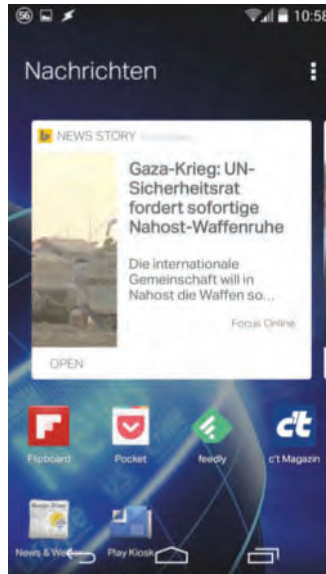 56 10:58
Nachrichten
NEWS STORY
Gaza-Krieg: UN-
Sicherheitsrat
fordert sofortige
Nahost-Waffenruhe
Die internationale
Gemeinschaft will in
Nahost die Waffen so...
Focus Online
OPEN
c't
Flipboard Pocket feedly c't Magazin
News & We Play Kiosk